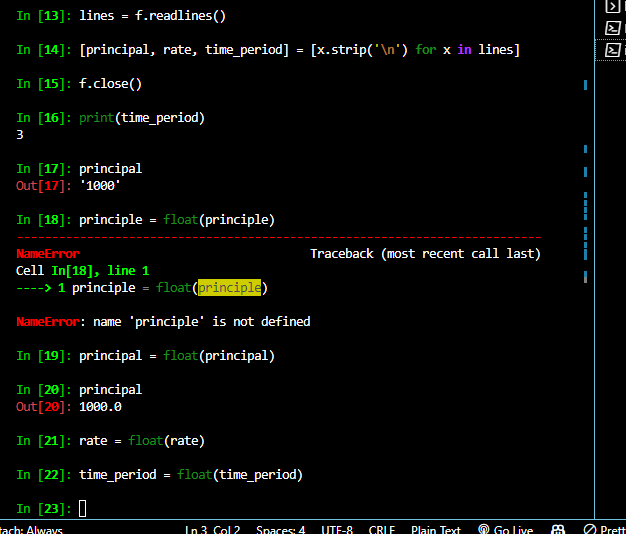 In [13]: lines = f.readlines()
In [14]: [principal, rate, time_period] = [x.strip('\n') for x in lines]
In [15]: f.close()
In [16]: print(time_period)
3
In [17]: principal
Out[17]: '1000'
In [18]: principle = float(principle)
---------------------------------------------------------------------------
NameError                                 Traceback (most recent call last)
Cell In[18], line 1
----> 1 principle = float(principle)
NameError: name 'principle' is not defined
In [19]: principal = float(principal)
In [20]: principal
Out[20]: 1000.0
In [21]: rate = float(rate)
In [22]: time_period = float(time_period)
In [23]:
tach: Always Ln 3, Col 2 Spaces: 4 UTF-8 CRLF Plain Text Go Live Prett